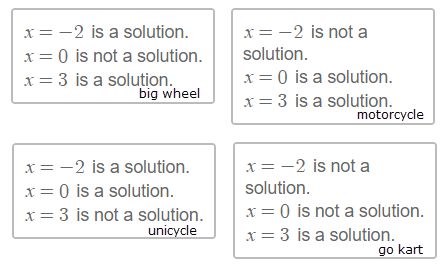 x = −2 is a solution.
x = 0 is not a solution.
x = 3 is a solution.
big wheel
x = −2 is not a
solution.
x = 0 is a solution.
x = 3 is a solution.
motorcycle
x = −2 is a solution.
x = 0 is a solution.
x = 3 is not a solution.
unicycle
x = −2 is not a
solution.
x = 0 is not a solution.
x = 3 is a solution.
go kart